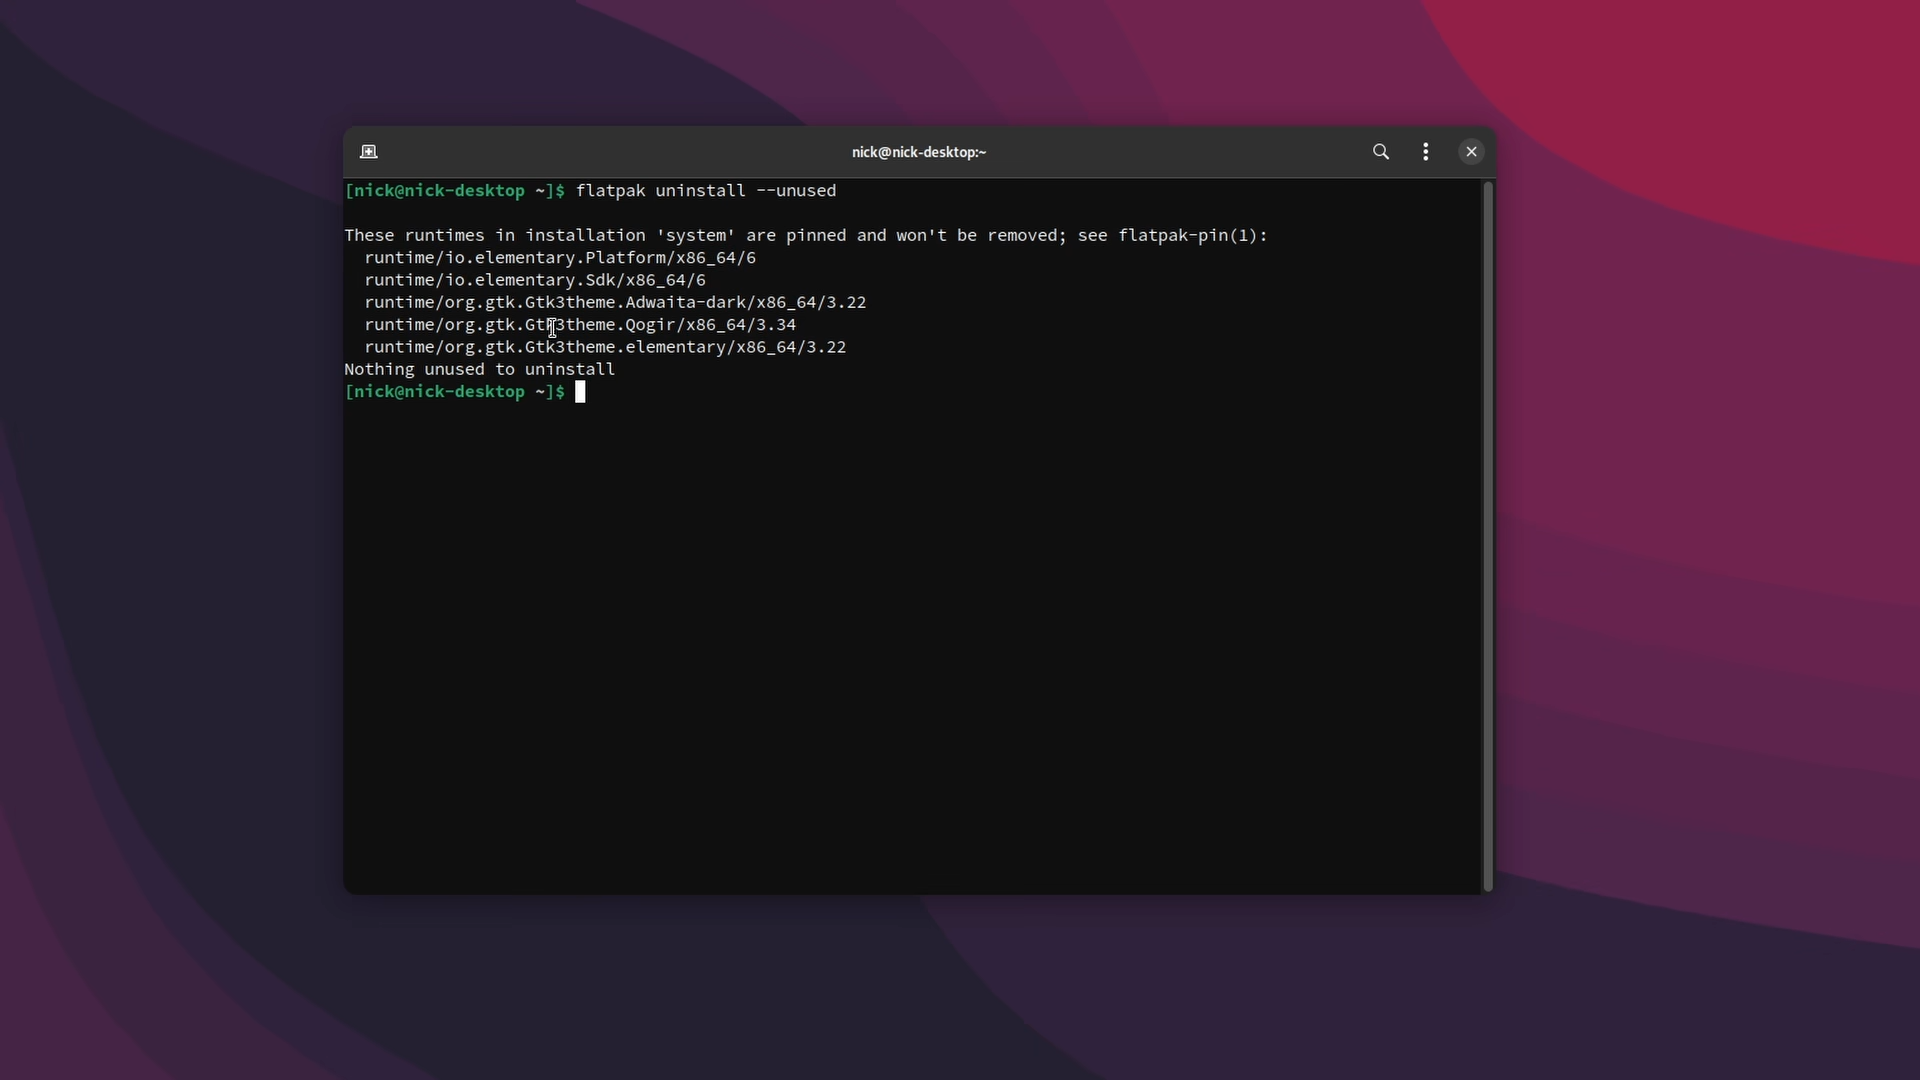 nick@nick-desktop:~
[nick@nick-desktop ~]$ flatpak uninstall --unused
These runtimes in installation 'system' are pinned and won't be removed; see flatpak-pin(1):
runtime/io.elementary.Platform/x86_64/6
runtime/io.elementary.Sdk/x86_64/6
runtime/org.gtk.Gtk3theme.Adwaita-dark/x86_64/3.22
runtime/org.gtk.Gtk3theme.Qogir/x86_64/3.34
runtime/org.gtk.Gtk3theme.elementary/x86_64/3.22
Nothing unused to uninstall
[nick@nick-desktop ~]$